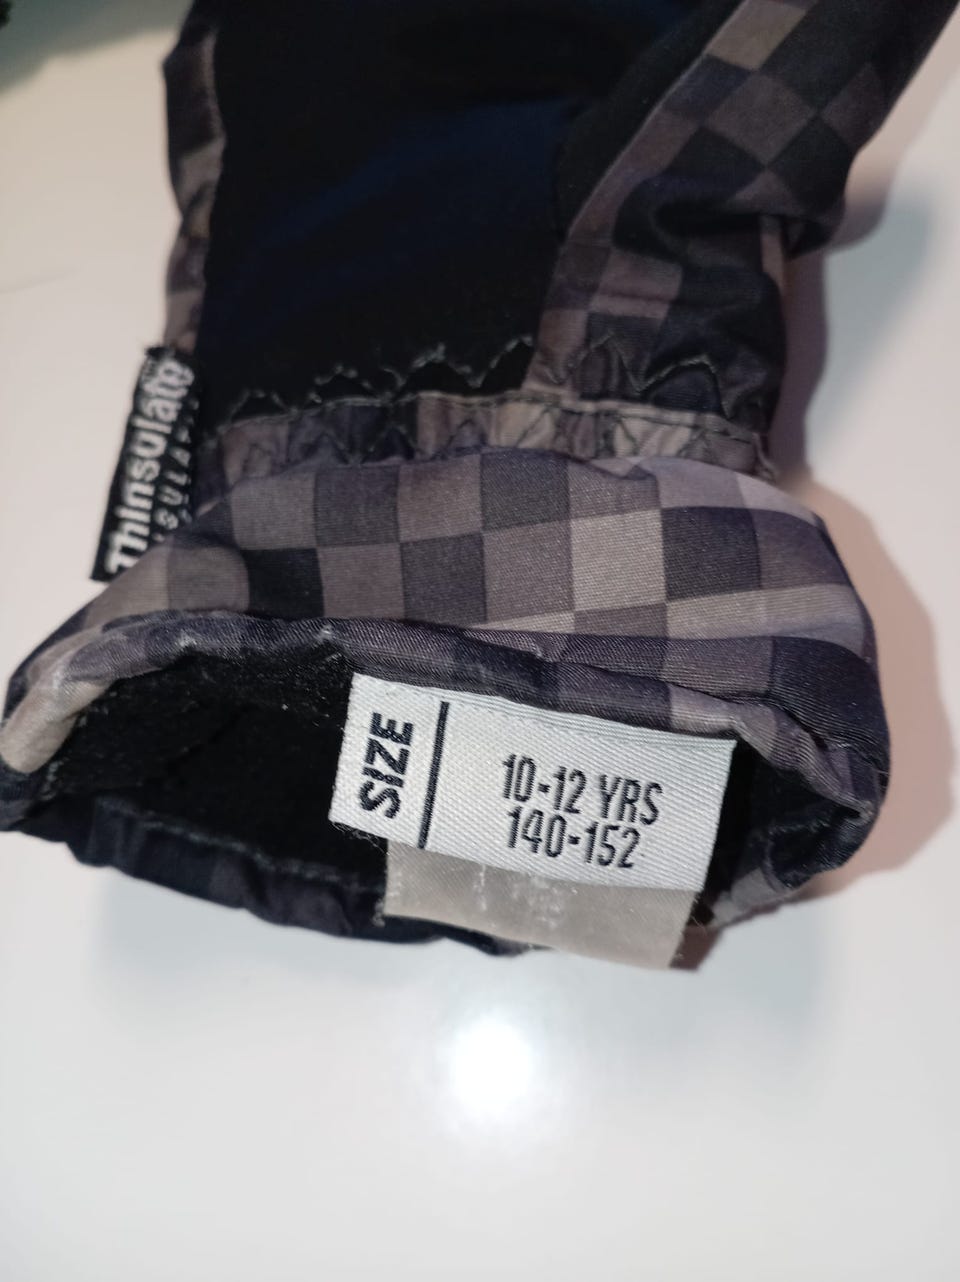 Thinsulate
SIZE
10-12 YRS
140-152